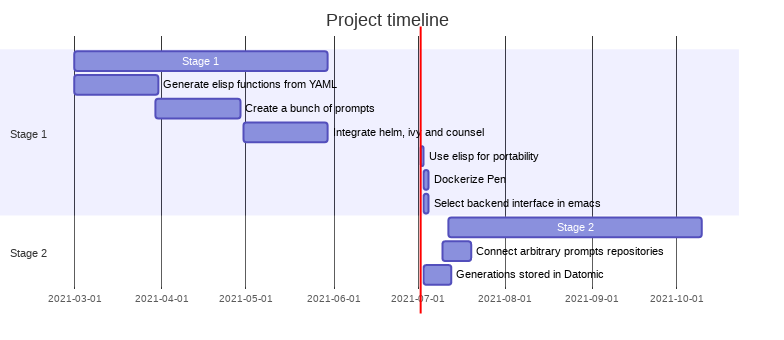 Project timeline
Stage 1
Generate elisp functions from YAML
Create a bunch of prompts
Integrate helm, ivy and counsel
Stage 1
Use elisp for portability
Dockerize Pen
Select backend interface in emacs
Stage 2
Stage 2
Connect arbitrary prompts repositories
Generations stored in Datomic
2021-03-01 2021-04-01 2021-05-01 2021-06-01 2021-07-01 2021-08-01 2021-09-01 2021-10-01